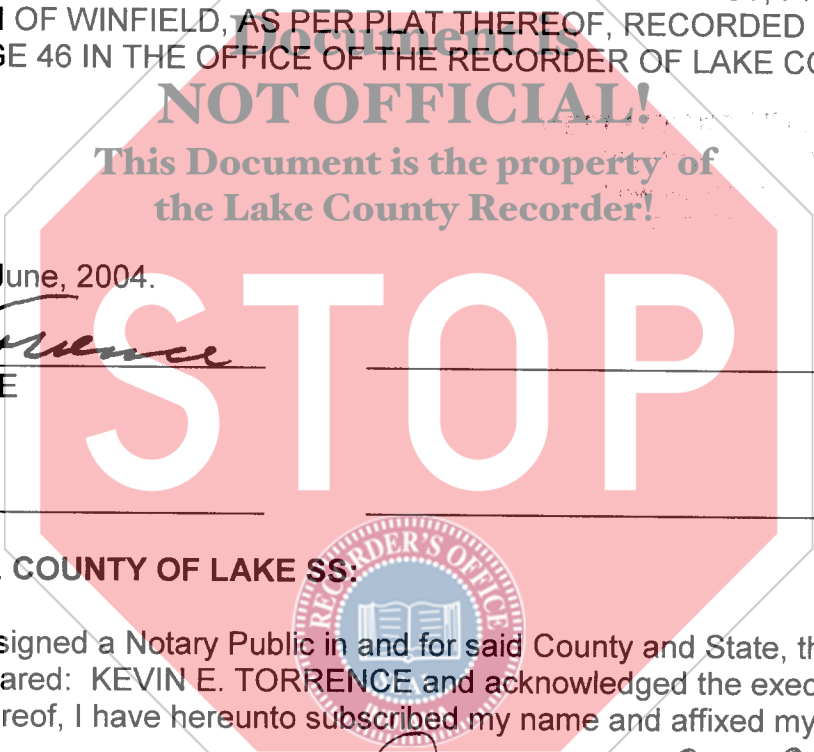 OF WINFIELD, AS PER PLAT THEREOF, RECORDED
Document is
GE 46 IN THE OFFICE OF THE RECORDER OF LAKE CO
NOT OFFICIAL!
This Document is the property of
the Lake County Recorder!
June, 2004.
STOP
E
RECORDER'S OFFICE
COUNTY OF LAKE SS:
signed a Notary Public in and for said County and State, th
ared: KEVIN E. TORRENCE and acknowledged the exec
reof, I have hereunto subscribed my name and affixed my